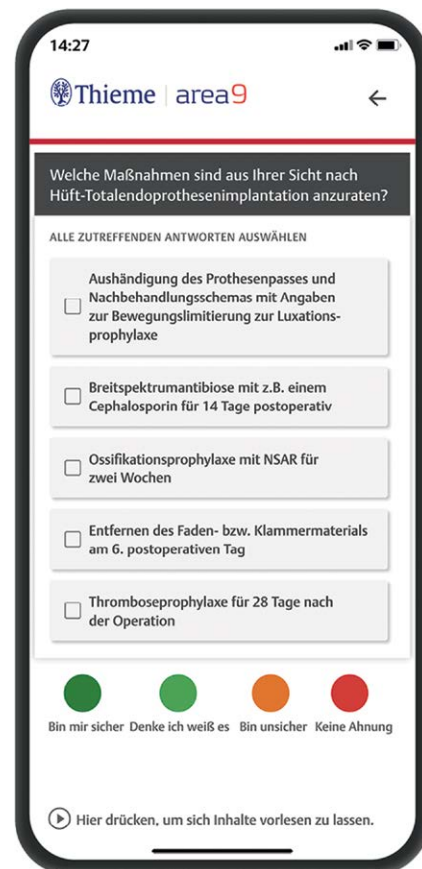 14:27
Thieme | area9
Welche Maßnahmen sind aus Ihrer Sicht nach
Hüft-Totalendoprothesenimplantation anzuraten?
ALLE ZUTREFFENDEN ANTWORTEN AUSWÄHLEN
Aushändigung des Prothesenpasses und
Nachbehandlungsschemas mit Angaben
zur Bewegungslimitierung zur Luxations-
prophylaxe
Breitspektrumantibiose mit z.B. einem
Cephalosporin für 14 Tage postoperativ
Ossifikationsprophylaxe mit NSAR für
zwei Wochen
Entfernen des Faden- bzw. Klammermaterials
am 6. postoperativen Tag
Thromboseprophylaxe für 28 Tage nach
der Operation
Bin mir sicher Denke ich weiß es Bin unsicher Keine Ahnung
Hier drücken, um sich Inhalte vorlesen zu lassen.